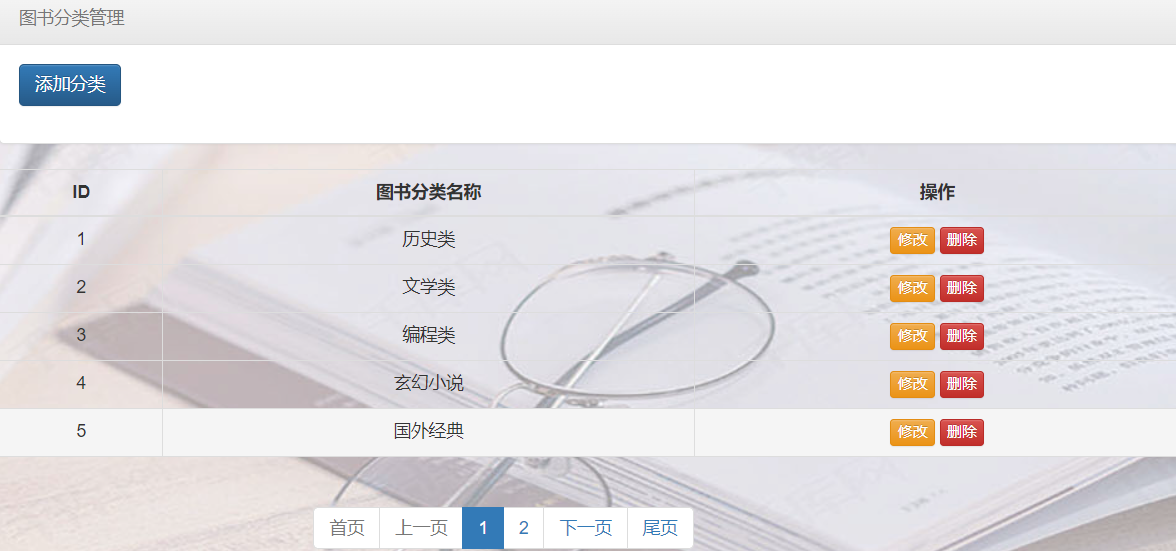 图书分类管理
添加分类
ID 图书分类名称 操作
1 历史类 修改 删除
2 文学类 修改 删除
3 编程类 修改 删除
4 玄幻小说 修改 删除
5 国外经典 修改 删除
首页 上一页 1 2 下一页 尾页